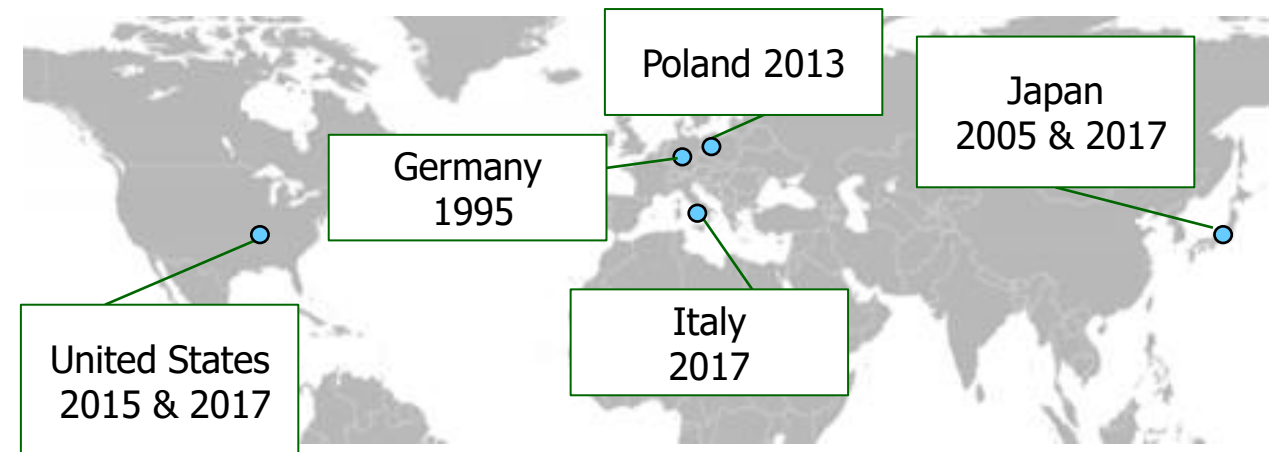 Poland 2013
Japan
2005 & 2017
Germany
1995
Italy
2017
United States
2015 & 2017